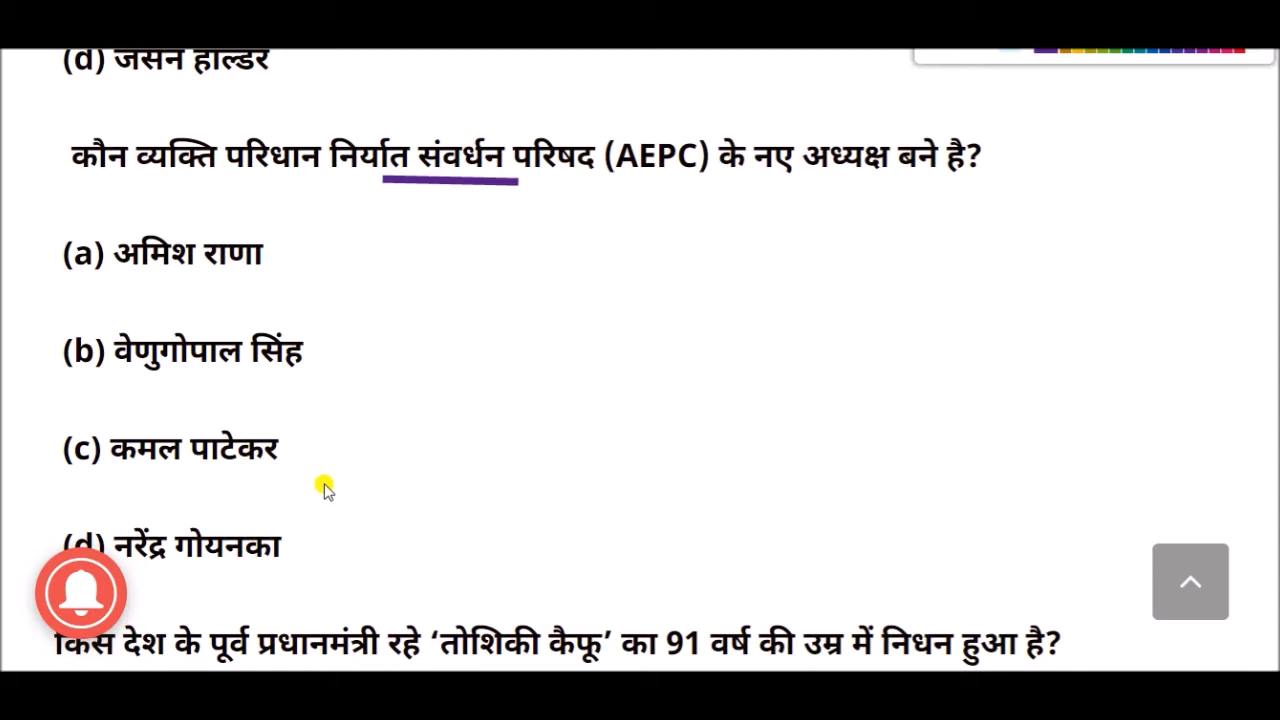 (d) जेसन होल्डर
कौन व्यक्ति परिधान निर्यात संवर्धन परिषद (AEPC) के नए अध्यक्ष बने है?
(a) अमिश राणा
(b) वेणुगोपाल सिंह
(c) कमल पाटेकर
(d) नरेंद्र गोयनका
किस देश के पूर्व प्रधानमंत्री रहे ‘तोशिकी कैफू’ का 91 वर्ष की उम्र में निधन हुआ है?